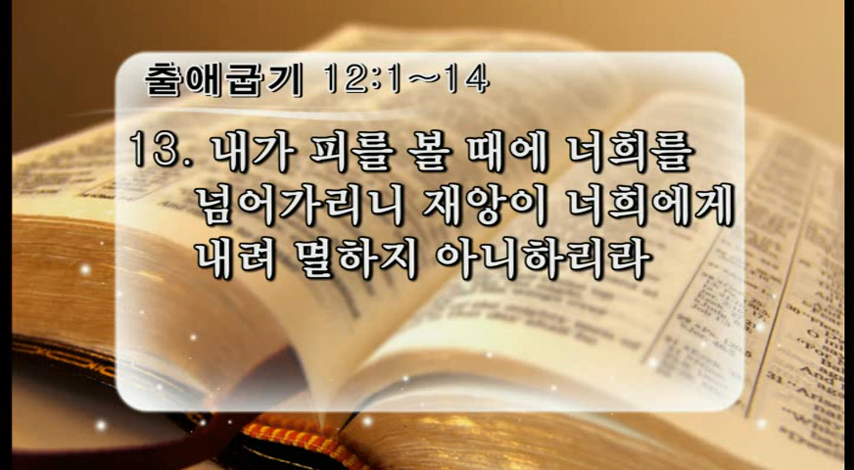 출애굽기 12:1~14
13. 내가 피를 볼 때에 너희를
넘어가리니 재앙이 너희에게
내려 멸하지 아니하리라